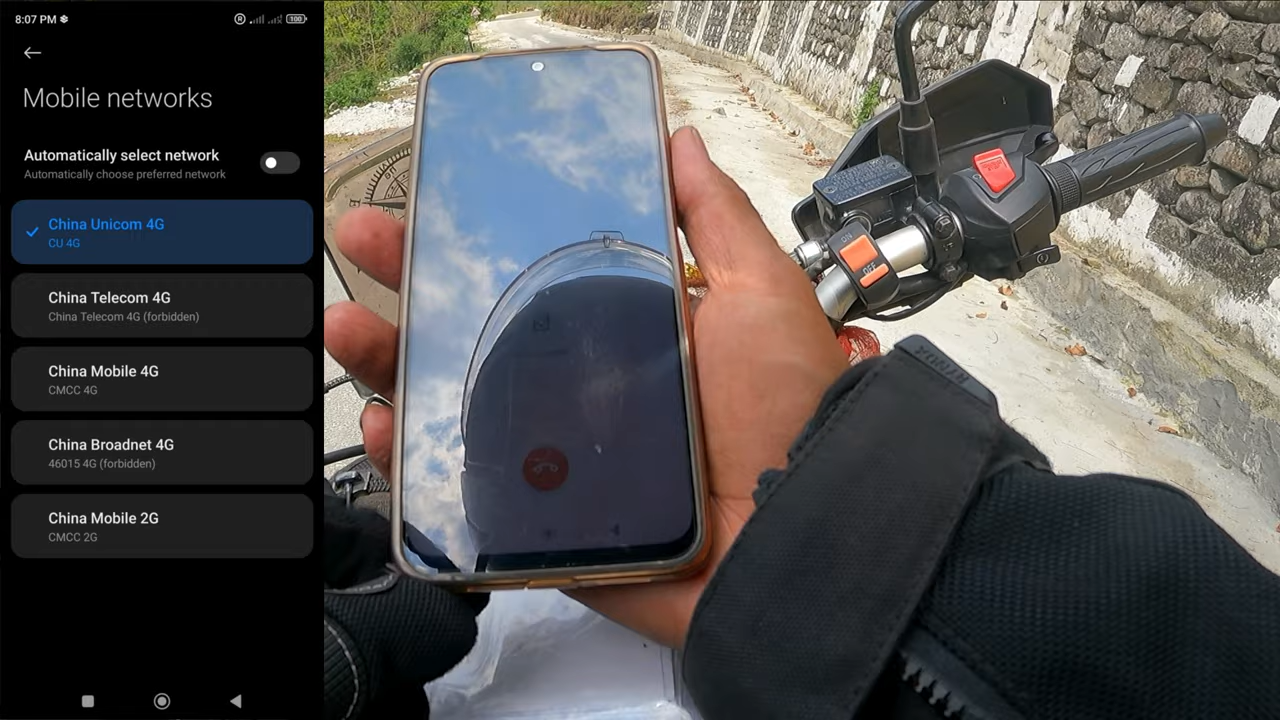 8:07 PM
R
100
Mobile networks
Automatically select network
Automatically choose preferred network
China Unicom 4G
CU 4G
China Telecom 4G
China Telecom 4G (forbidden)
China Mobile 4G
CMCC 4G
China Broadnet 4G
46015 4G (forbidden)
China Mobile 2G
CMCC 2G
ON
OFF